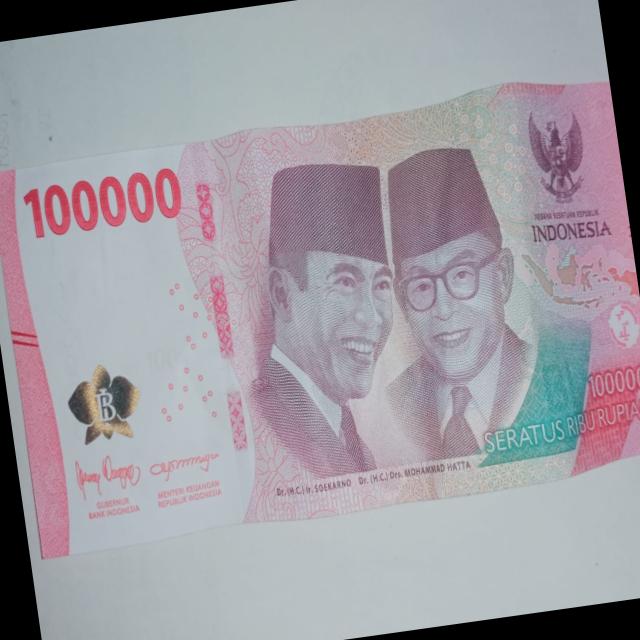 100000
NEGARA KESATUAN REPUBLIK
INDONESIA
100
B
GUBERNUR
BANK INDONESIA
MENTERI KEUANGAN
REPUBLIK INDONESIA
Dr. (H.C.) Ir. SOEKARNO Dr. (H.C.) Drs. MOHAMMAD HATTA
100000
SERATUS RIBU RUPIA